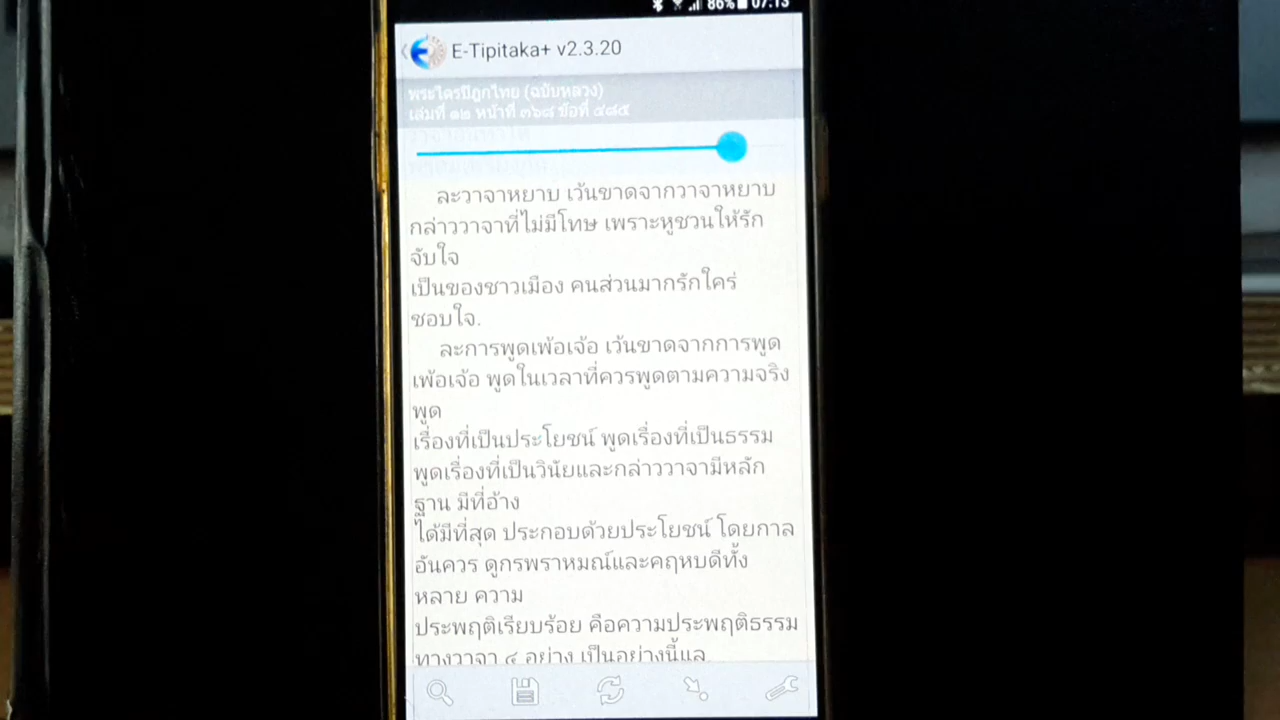 86% 07:13
E-Tipitaka+ v2.3.20
พระไตรปิฎกไทย (ฉบับหลวง)
เล่มที่ ๑๒ หน้าที่ ๓๖๘ ข้อที่ ๔๘๕
ละวาจาหยาบ เว้นขาดจากวาจาหยาบ
กล่าววาจาที่ไม่มีโทษ เพราะหูชวนให้รัก
จับใจ
เป็นของชาวเมือง คนส่วนมากรักใคร่
ชอบใจ.
ละการพูดเพ้อเจ้อ เว้นขาดจากการพูด
เพ้อเจ้อ พูดในเวลาที่ควรพูดตามความจริง
พูด
เรื่องที่เป็นประโยชน์ พูดเรื่องที่เป็นธรรม
พูดเรื่องที่เป็นวินัยและกล่าววาจามีหลัก
ฐาน มีที่อ้าง
ได้มีที่สุด ประกอบด้วยประโยชน์ โดยกาล
อันควร ดูกรพราหมณ์และคฤหบดีทั้ง
หลาย ความ
ประพฤติเรียบร้อย คือความประพฤติธรรม
ทางวาจา ๔ อย่าง เป็นอย่างนี้แล